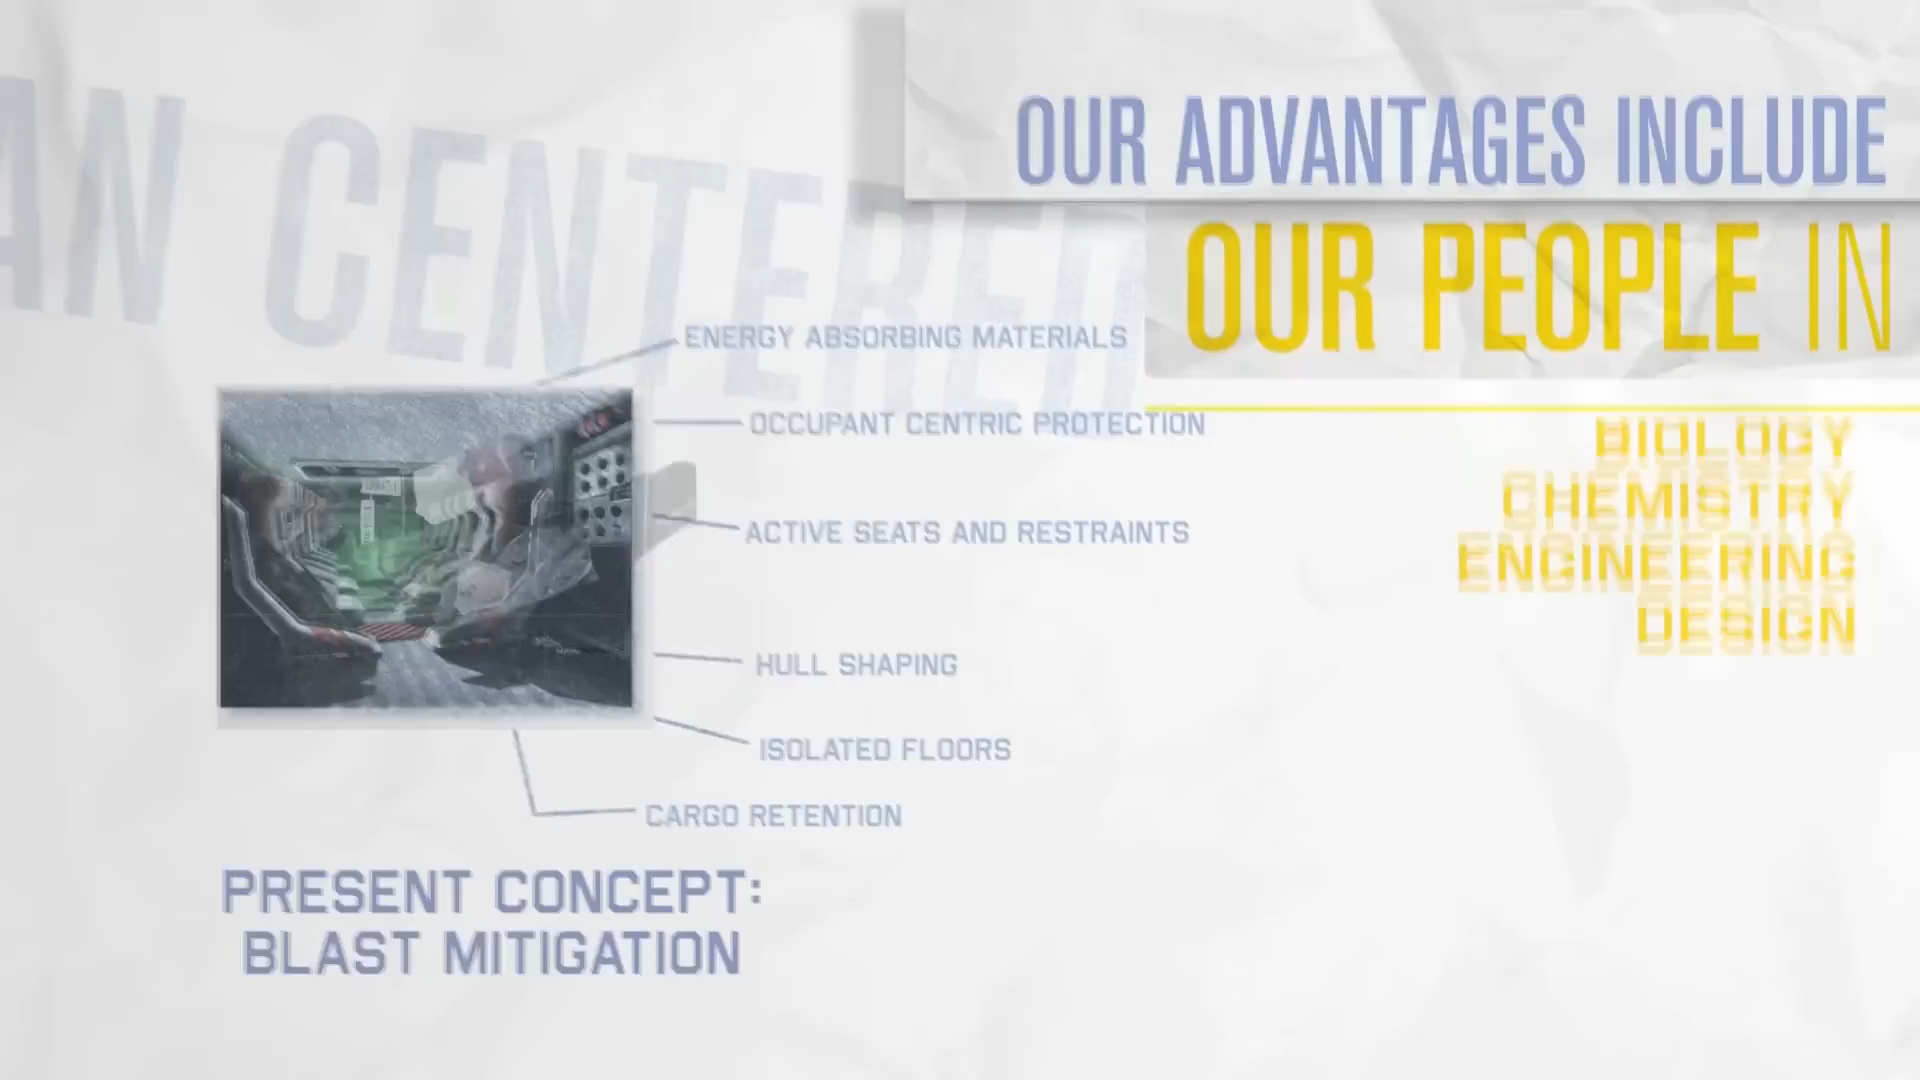 AN CENTERED
OUR ADVANTAGES INCLUDE
OUR PEOPLE IN
BIOLOGY
CHEMISTRY
ENGINEERING
DESIGN
ENERGY ABSORBING MATERIALS
OCCUPANT CENTRIC PROTECTION
ACTIVE SEATS AND RESTRAINTS
HULL SHAPING
ISOLATED FLOORS
CARGO RETENTION
PRESENT CONCEPT:
BLAST MITIGATION